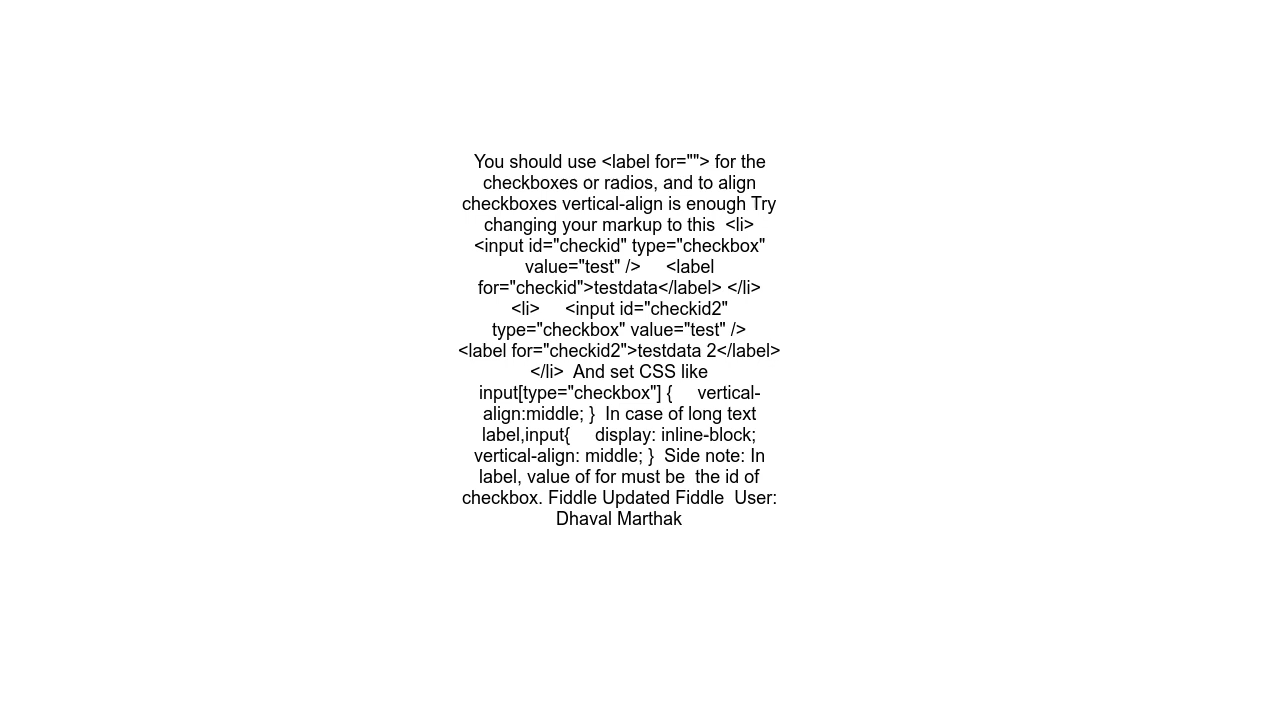 You should use <label for=""> for the
checkboxes or radios, and to align
checkboxes vertical-align is enough Try
changing your markup to this  <li>
<input id="checkid" type="checkbox"
value="test" />     <label
for="checkid">testdata</label> </li>
<li>     <input id="checkid2"
type="checkbox" value="test" />
<label for="checkid2">testdata 2</label>
</li>  And set CSS like
input[type="checkbox"] {     vertical-
align:middle; }  In case of long text
label,input{     display: inline-block;
vertical-align: middle; }  Side note: In
label, value of for must be  the id of
checkbox. Fiddle Updated Fiddle  User:
Dhaval Marthak